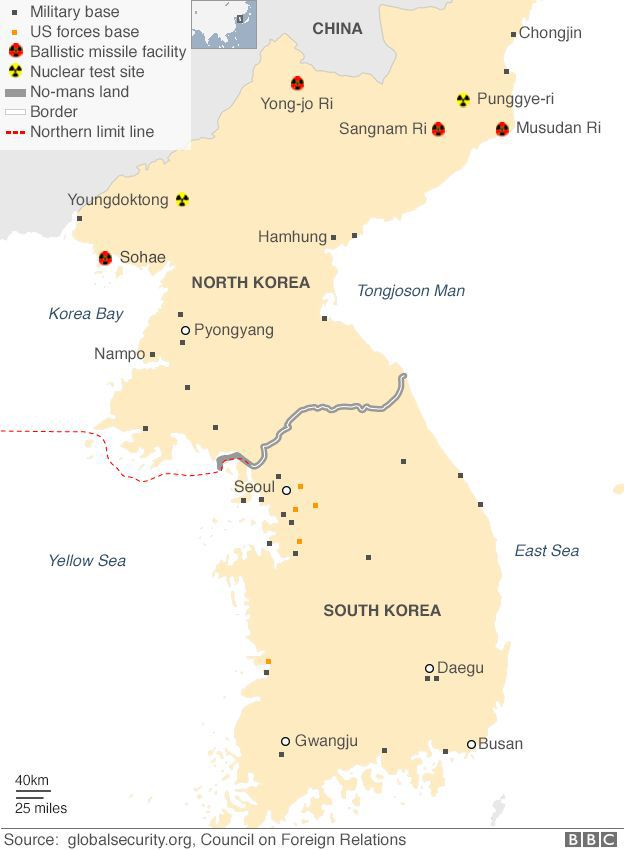 Military base
US forces base
Ballistic missile facility
Nuclear test site
No-mans land
Border
Northern limit line
CHINA
Chongjin
Yong-jo Ri
Punggye-ri
Sangnam Ri
Musudan Ri
Youngdoktong
Hamhung
Sohae
NORTH KOREA
Tongjoson Man
Korea Bay
Pyongyang
Nampo
Seoul
Yellow Sea
East Sea
SOUTH KOREA
Daegu
Gwangju
Busan
40km
25 miles
Source: globalsecurity.org, Council on Foreign Relations
BBC